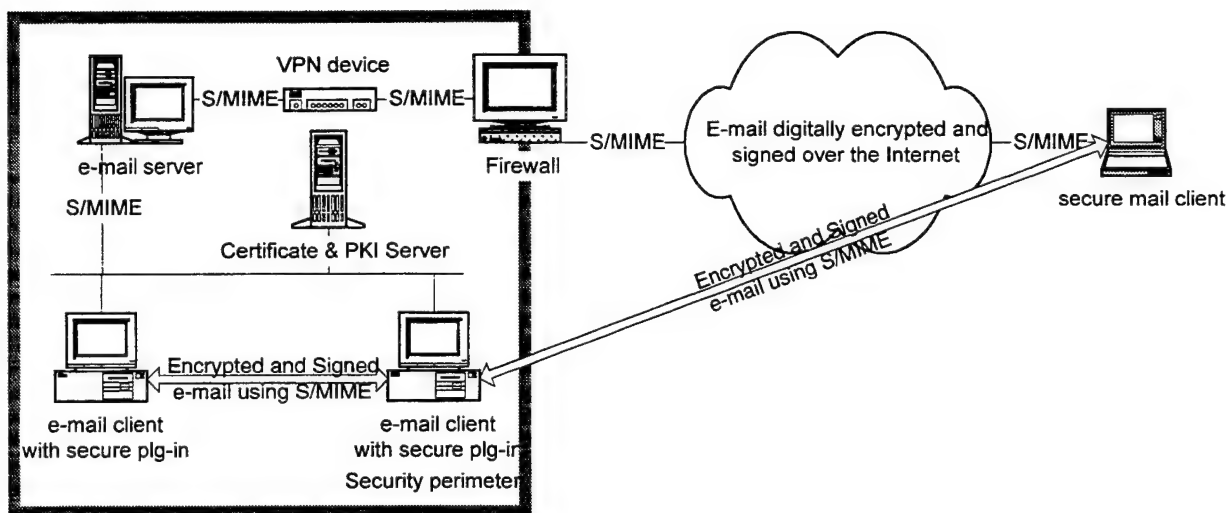 VPN device
S/MIME
S/MIME
e-mail server
Firewall
S/MIME
E-mail digitally encrypted and
signed over the Internet
S/MIME
secure mail client
S/MIME
Certificate & PKI Server
Encrypted and Signed
e-mail using S/MIME
Encrypted and Signed
e-mail using S/MIME
e-mail client
with secure plg-in
e-mail client
with secure plg-in
Security perimeter